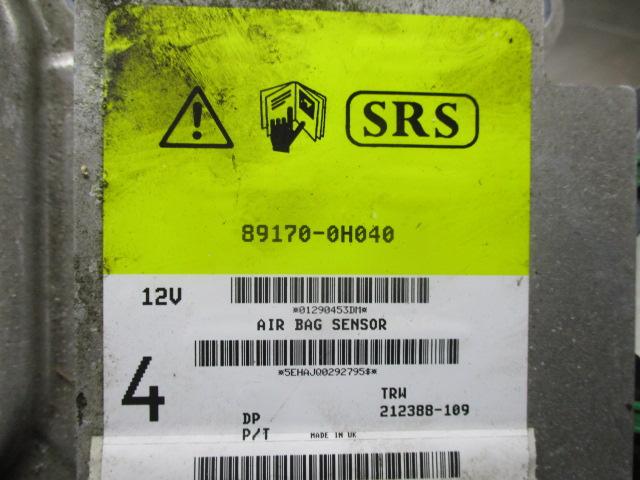 SRS
89170-0H040
12V
*01290453DM*
AIR BAG SENSOR
*5EHAJ00292795$*
4
TRW
DP 212388-109
P/T MADE IN UK